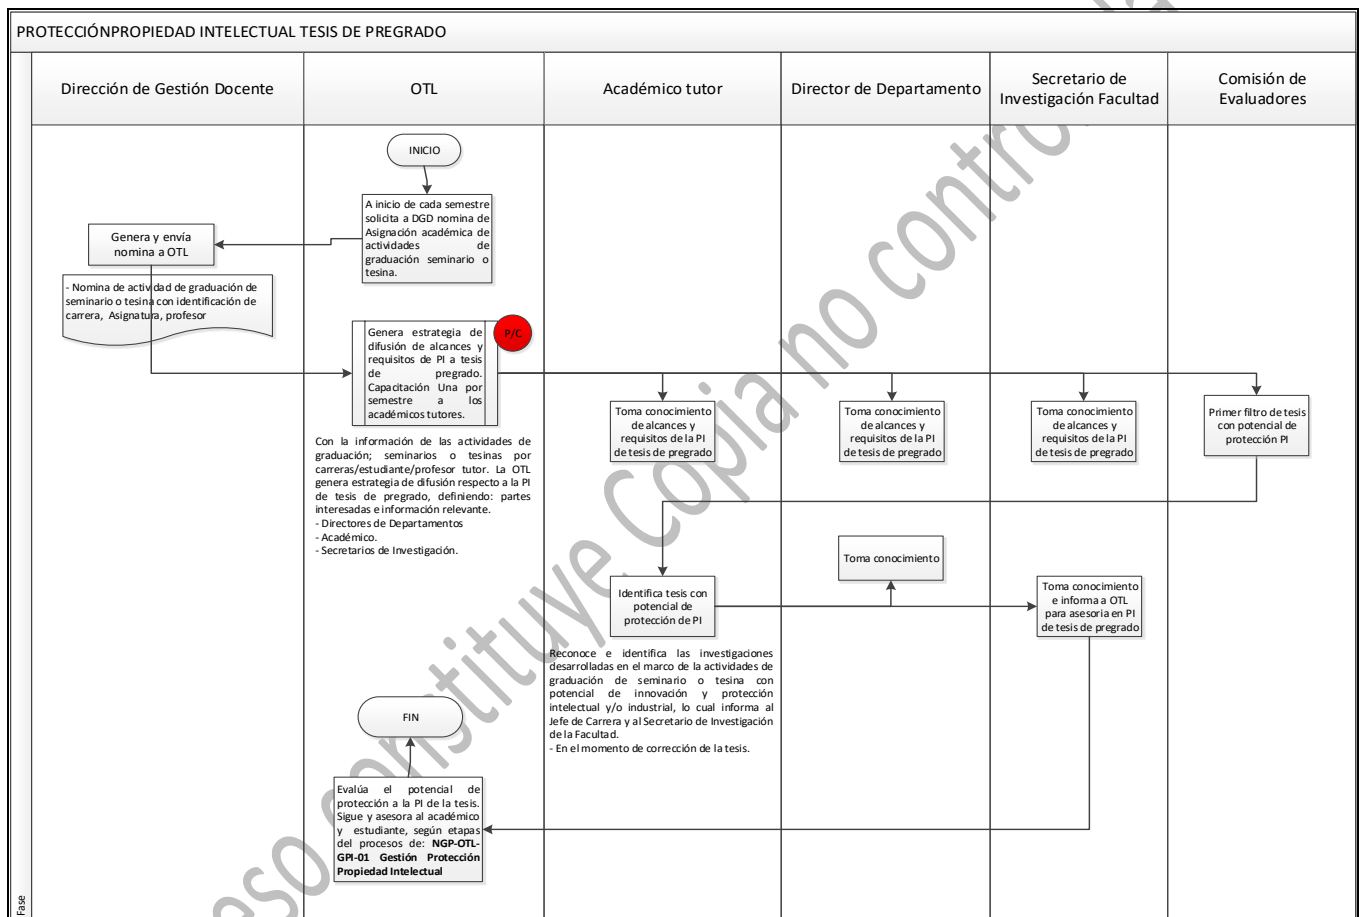 PROTECCIÓNPROPIEDAD INTELECTUAL TESIS DE PREGRADO
Dirección de Gestión Docente
OTL
Académico tutor
Director de Departamento
Secretario de
Investigación Facultad
Comisión de
Evaluadores
INICIO
A inicio de cada semestre
solicita a DGD nomina de
Asignación académica de
actividades de
graduación seminario o
tesina.
Genera y envía
nomina a OTL
- Nomina de actividad de graduación de
seminario o tesina con identificación de
carrera, Asignatura, profesor
Genera estrategia de
difusión de alcances y
requisitos de PI a tesis
de pregrado.
Capacitación Una por
semestre a los
académicos tutores.
P/C
Con la información de las actividades de
graduación; seminarios o tesinas por
carreras/estudiante/profesor tutor. La OTL
genera estrategia de difusión respecto a la PI
de tesis de pregrado, definiendo: partes
interesadas e información relevante.
- Directores de Departamentos
- Académico.
- Secretarios de Investigación.
Toma conocimiento
de alcances y
requisitos de la PI
de tesis de pregrado
Toma conocimiento
de alcances y
requisitos de la PI
de tesis de pregrado
Toma conocimiento
de alcances y
requisitos de la PI
de tesis de pregrado
Primer filtro de tesis
con potencial de
protección PI
Identifica tesis con
potencial de
protección de PI
Toma conocimiento
Toma conocimiento
e informa a OTL
para asesoria en PI
de tesis de pregrado
Reconoce e identifica las investigaciones
desarrolladas en el marco de la actividades de
graduación de seminario o tesina con
potencial de innovación y protección
intelectual y/o industrial, lo cual informa al
Jefe de Carrera y al Secretario de Investigación
de la Facultad.
- En el momento de corrección de la tesis.
FIN
Evalúa el potencial de
protección a la PI de la tesis.
Sigue y asesora al académico
y estudiante, según etapas
del procesos de: NGP-OTL-
GPI-01 Gestión Protección
Propiedad Intelectual
Fase
constituye Copia no